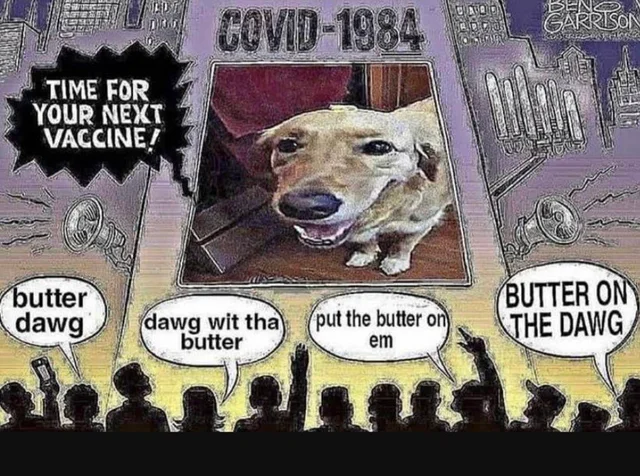 BEN
GARRISON
COVID-1984
TIME FOR
YOUR NEXT
VACCINE!
butter
dawg
dawg wit tha
butter
put the butter on
em
BUTTER ON
THE DAWG